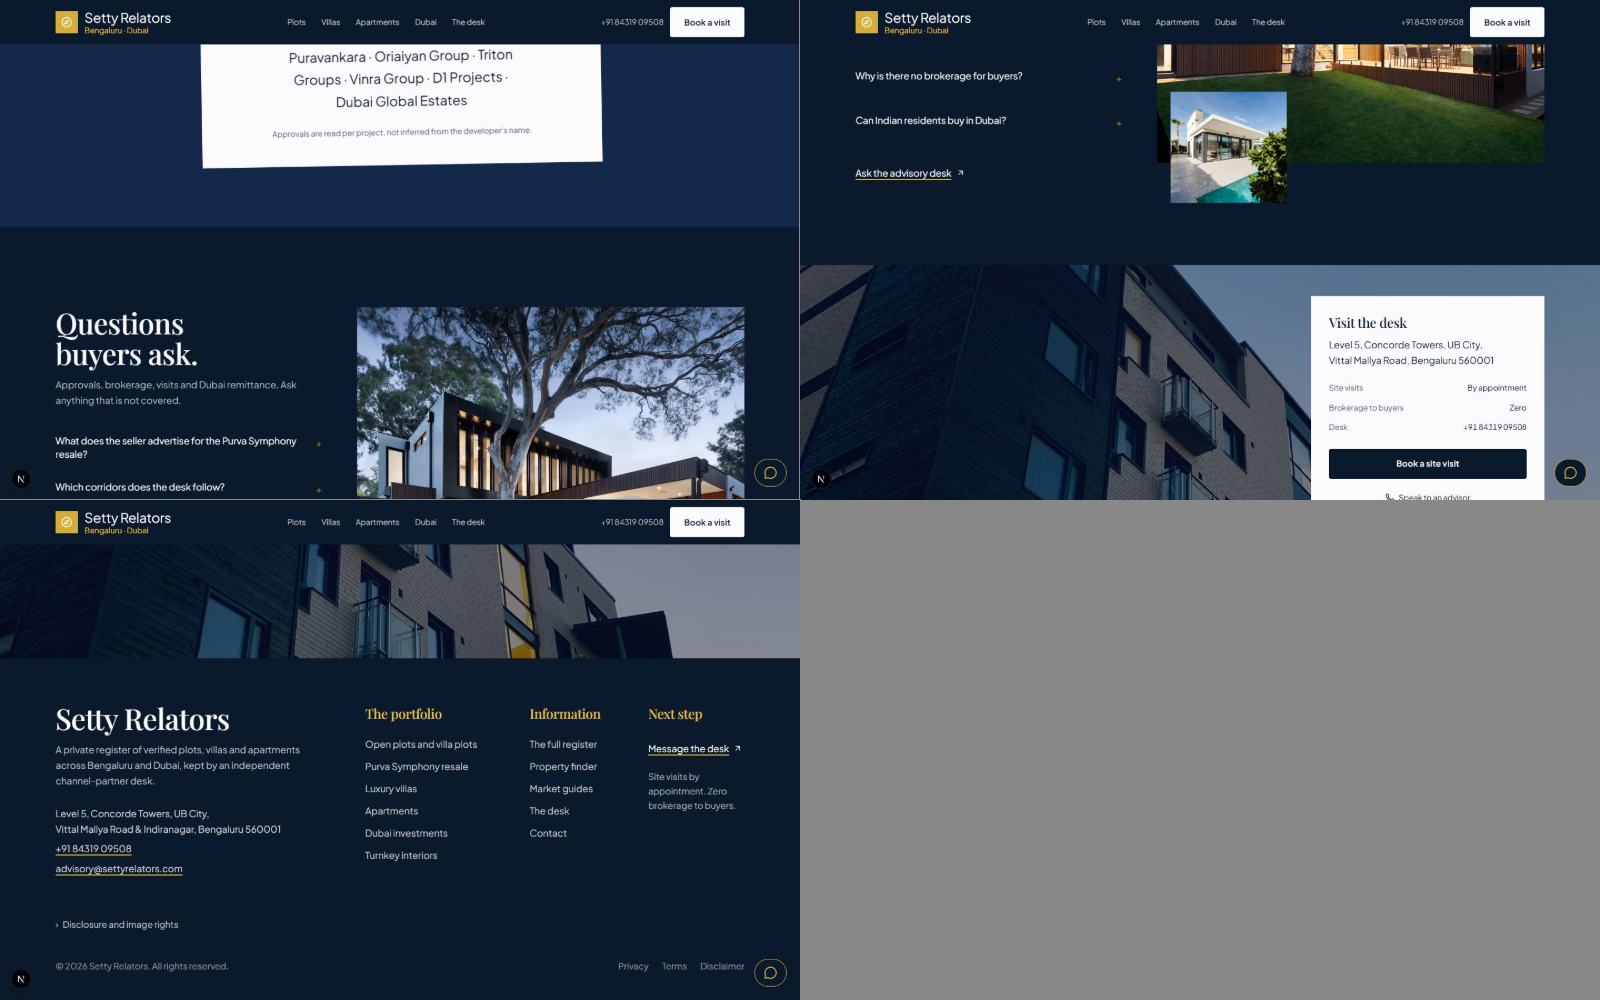 Setty Relators
Bengaluru · Dubai
Plots Villas Apartments Dubai The desk
+91 84319 09508
Book a visit
Puravankara · Oriaiyan Group · Triton
Groups · Vinra Group · D1 Projects ·
Dubai Global Estates
Approvals are read per project, not inferred from the developer's name.
Questions
buyers ask.
Approvals, brokerage, visits and Dubai remittance. Ask
anything that is not covered.
What does the seller advertise for the Purva Symphony
resale?
+
Which corridors does the desk follow?
+
N
Setty Relators
Bengaluru · Dubai
Plots Villas Apartments Dubai The desk
+91 84319 09508
Book a visit
Why is there no brokerage for buyers?
+
Can Indian residents buy in Dubai?
+
Ask the advisory desk ↗
Visit the desk
Level 5, Concorde Towers, UB City,
Vittal Mallya Road, Bengaluru 560001
Site visits By appointment
Brokerage to buyers Zero
Desk +91 84319 09508
Book a site visit
Speak to an advisor
N
Setty Relators
Bengaluru · Dubai
Plots Villas Apartments Dubai The desk
+91 84319 09508
Book a visit
Setty Relators
A private register of verified plots, villas and apartments
across Bengaluru and Dubai, kept by an independent
channel-partner desk.
Level 5, Concorde Towers, UB City,
Vittal Mallya Road & Indiranagar, Bengaluru 560001
+91 84319 09508
advisory@settyrelators.com
The portfolio
Open plots and villa plots
Purva Symphony resale
Luxury villas
Apartments
Dubai investments
Turnkey interiors
Information
The full register
Property finder
Market guides
The desk
Contact
Next step
Message the desk ↗
Site visits by
appointment. Zero
brokerage to buyers.
› Disclosure and image rights
© 2026 Setty Relators. All rights reserved.
Privacy Terms Disclaimer
N